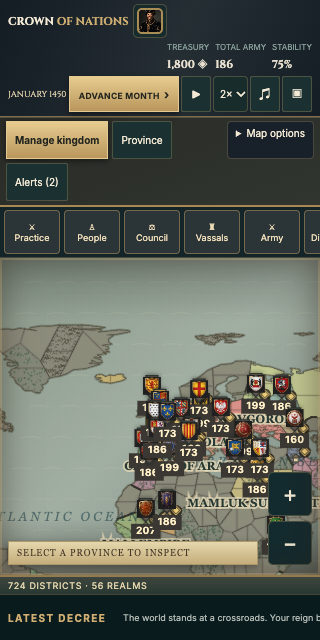 CROWN OF NATIONS
TREASURY TOTAL ARMY STABILITY
1,800 186 75%
JANUARY 1450 ADVANCE MONTH › 2×
Manage kingdom Province Map options
Alerts (2)
Practice People Council Vassals Army Di
199 186
173
173 160
173
186 173
199 173 173
186
MAMLUK
186
207
ATLANTIC OCEA
+
−
SELECT A PROVINCE TO INSPECT
724 DISTRICTS · 56 REALMS
LATEST DECREE The world stands at a crossroads. Your reign b